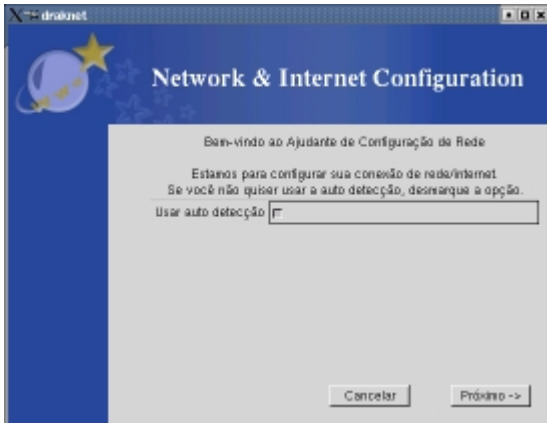 draknet
Network & Internet Configuration
Bem-vindo ao Ajudante de Configuração de Rede
Estamos para configurar sua conexão de rede/internet
Se você não quiser usar a auto detecção, desmarque a opção.
Usar auto detecção
Cancelar
Próximo ->